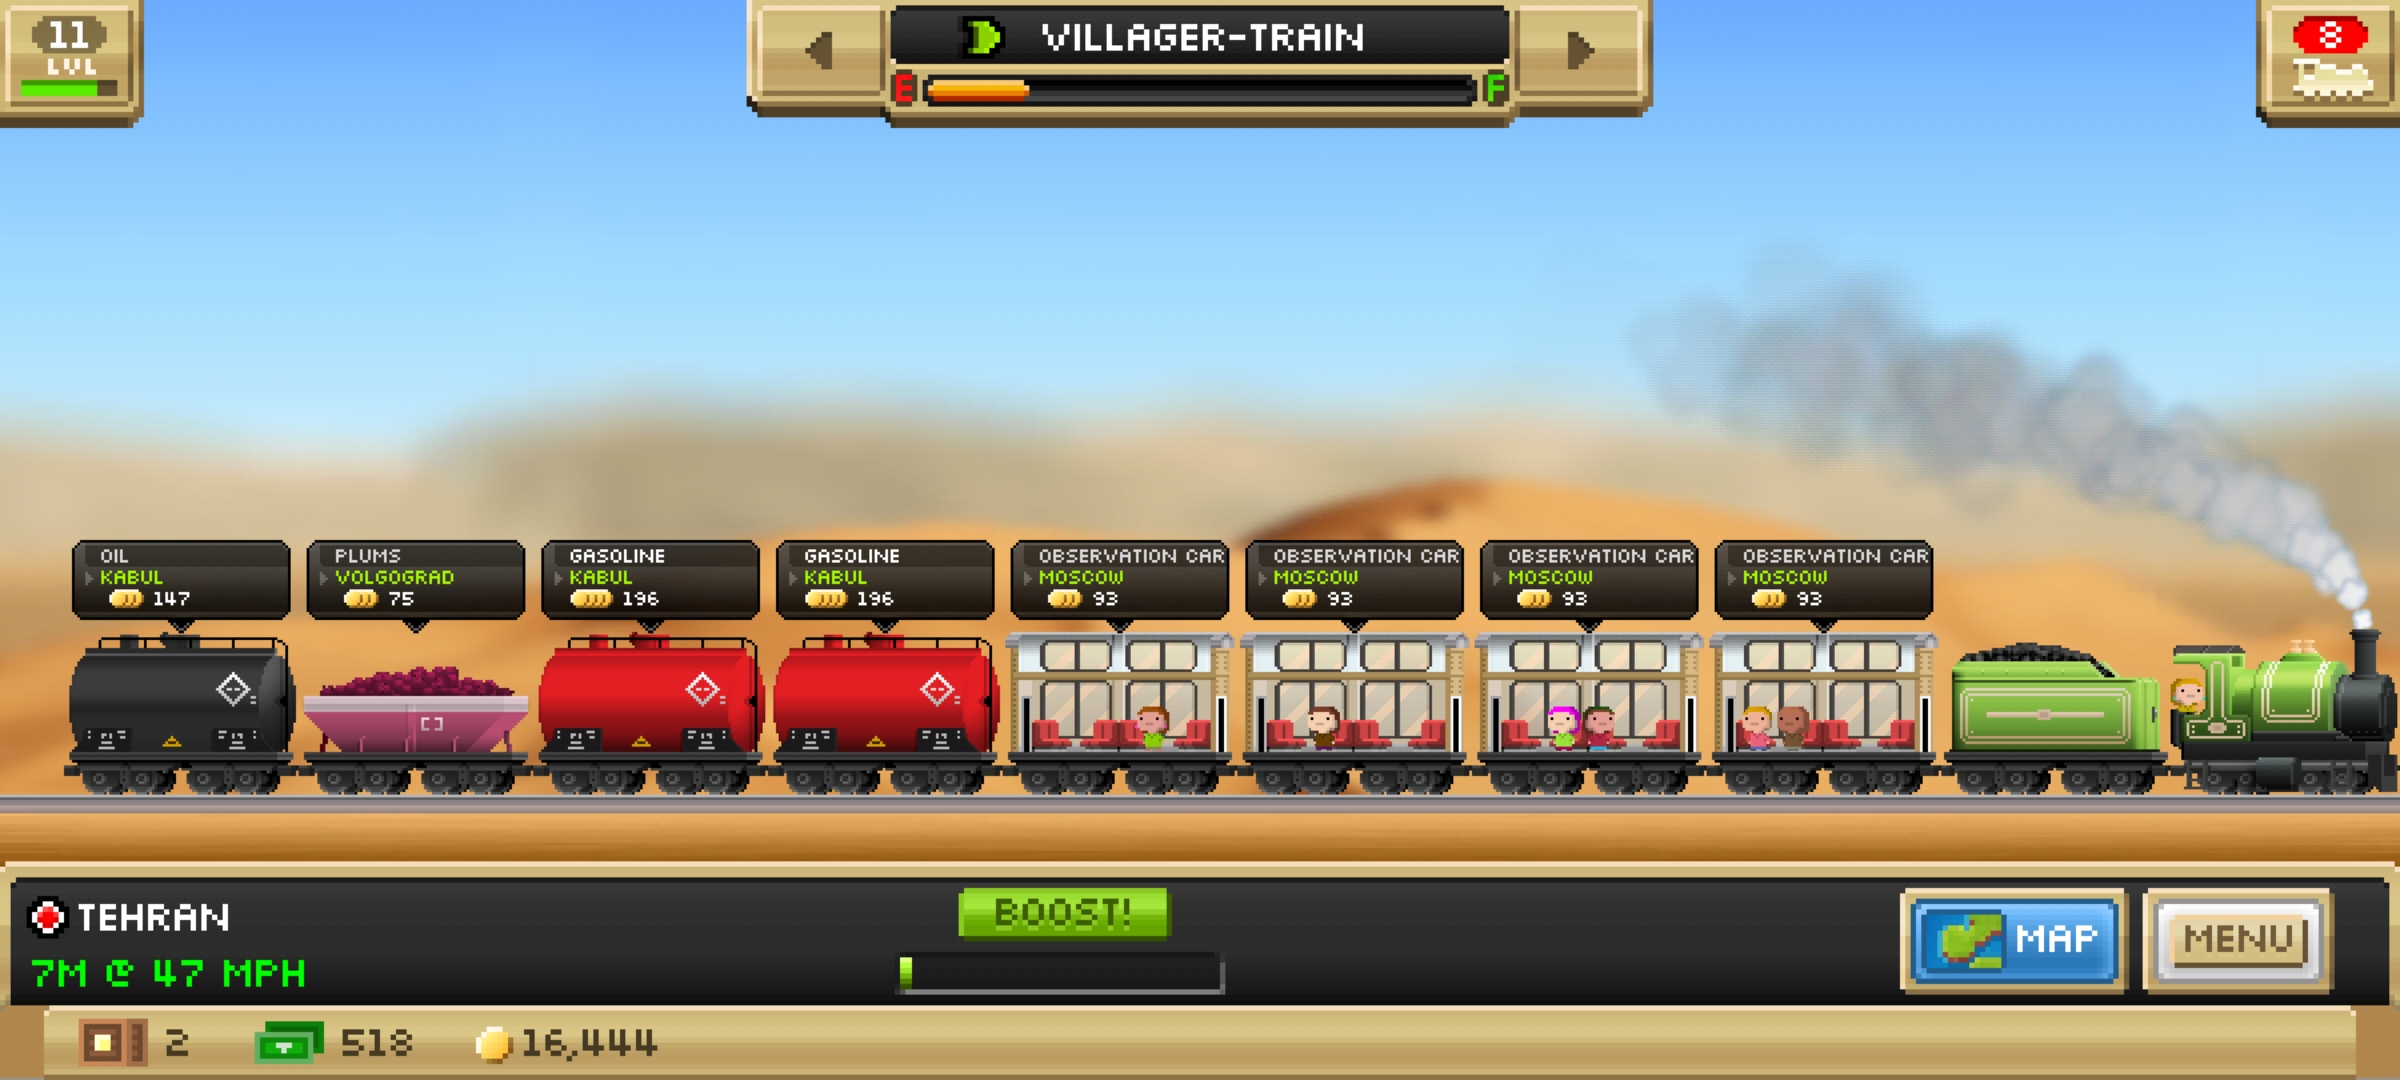 11
LVL
VILLAGER-TRAIN
E F
8
OIL
KABUL
147
PLUMS
VOLGOGRAD
75
GASOLINE
KABUL
196
GASOLINE
KABUL
196
OBSERVATION CAR
MOSCOW
93
OBSERVATION CAR
MOSCOW
93
OBSERVATION CAR
MOSCOW
93
OBSERVATION CAR
MOSCOW
93
TEHRAN
7M @ 47 MPH
BOOST!
MAP
MENU
2
518
16,444